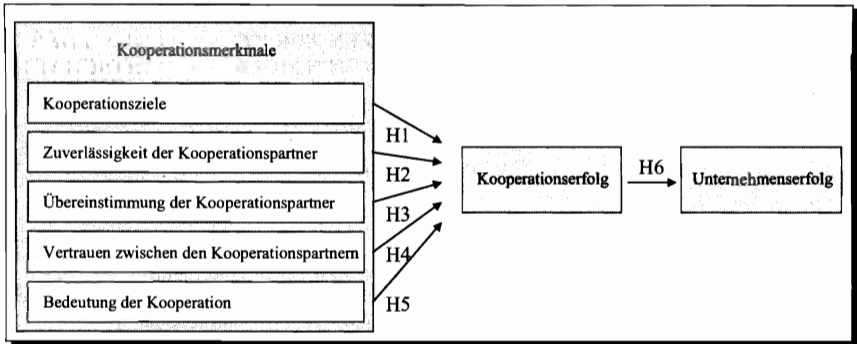 Kooperationsmerkmale
Kooperationsziele
H1
Zuverlässigkeit der Kooperationspartner
H2
Übereinstimmung der Kooperationspartner
H3
Vertrauen zwischen den Kooperationspartnern
H4
Bedeutung der Kooperation
H5
Kooperationserfolg
H6
Unternehmenserfolg